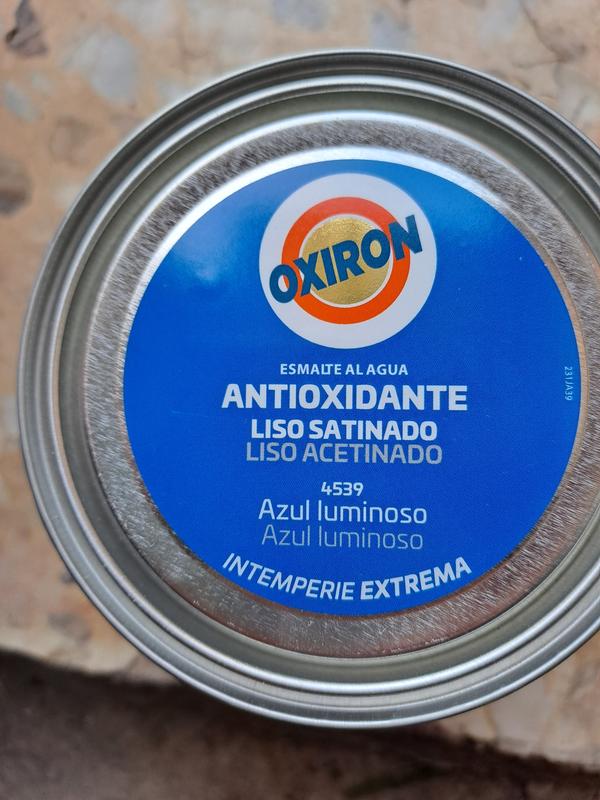 OXIRON
ESMALTE AL AGUA
ANTIOXIDANTE
LISO SATINADO
LISO ACETINADO
4539
Azul luminoso
Azul luminoso
INTEMPERIE EXTREMA
231JA39